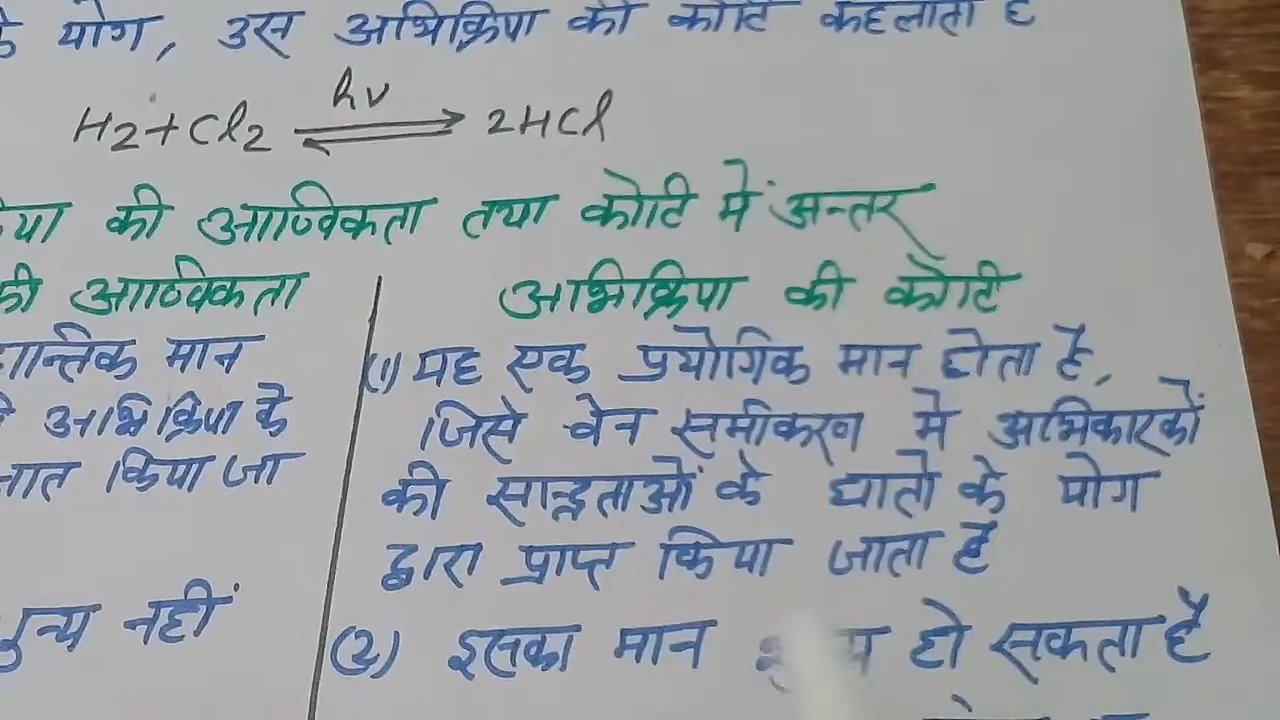 के योग, उस अभिक्रिया की कोटि कहलाता है
H2+Cl2 hν ⇌ 2HCl
की आण्विकता तथा कोटि में अन्तर
की आण्विकता
मान
अभिक्रिया के
किया जा
नहीं
अभिक्रिया की कोटि
(1) यह एक प्रयोगिक मान होता है,
जिसे वेग समीकरण मे अभिकारकों
की सान्द्रताओं के घातो के योग
द्वारा प्राप्त किया जाता है
(2) इसका मान हो सकता है